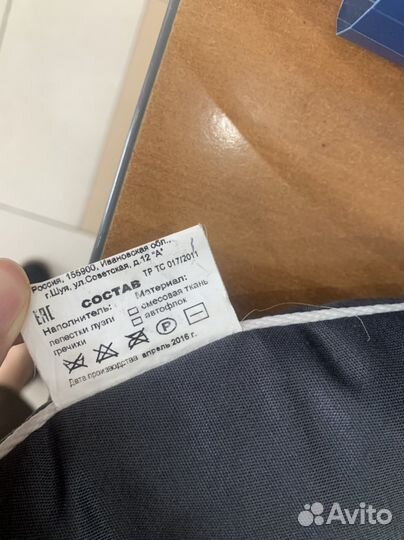 Россия, 155900, Ивановская обл.,
г.Шуя, ул.Советская, д.12 "А"
ТР ТС 017/2011
ЕАС
СОСТАВ
Наполнитель: Материал:
лепестки лузги смесовая ткань
гречихи автофлок
P
Дата производства апрель 2016 г.
Avito